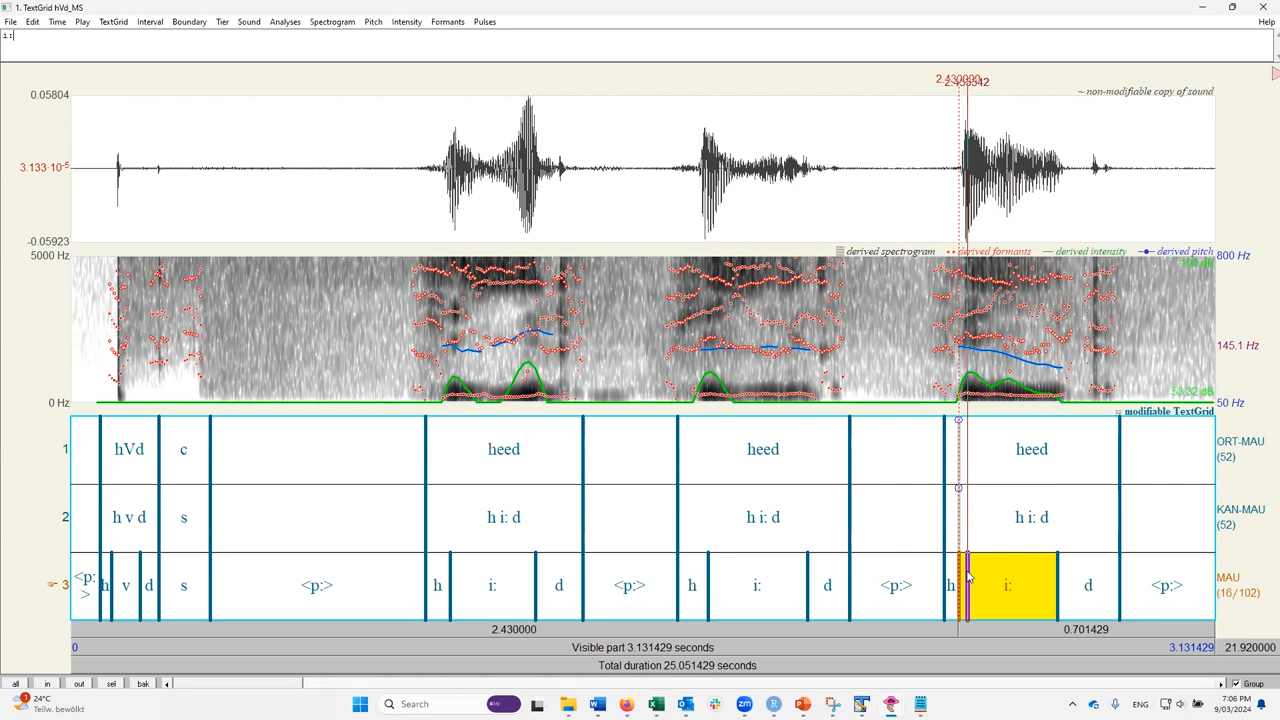 1. TextGrid hVd_MS
File Edit Time Play TextGrid Interval Boundary Tier Sound Analyses Spectrogram Pitch Intensity Formants Pulses Help
i:
2.430000
~ non-modifiable copy of sound
0.05804
3.133·10-5
-0.05923
derived spectrogram derived formants derived intensity derived pitch
5000 Hz 800 Hz
100 dB
145.1 Hz
0 Hz 50 Hz
modifiable TextGrid
1 hVd c heed heed heed ORT-MAU
(52)
2 h v d s h i: d h i: d h i: d KAN-MAU
(52)
3 <p:> h v d s <p:> h i: d <p:> h i: d <p:> h i: d <p:> MAU
(16/102)
2.430000 0.701429
0 Visible part 3.131429 seconds 3.131429 21.920000
Total duration 25.051429 seconds
all in out sel bak Group
1 24°C
Teilw. bewölkt
Search
ENG
7:06 PM
9/03/2024